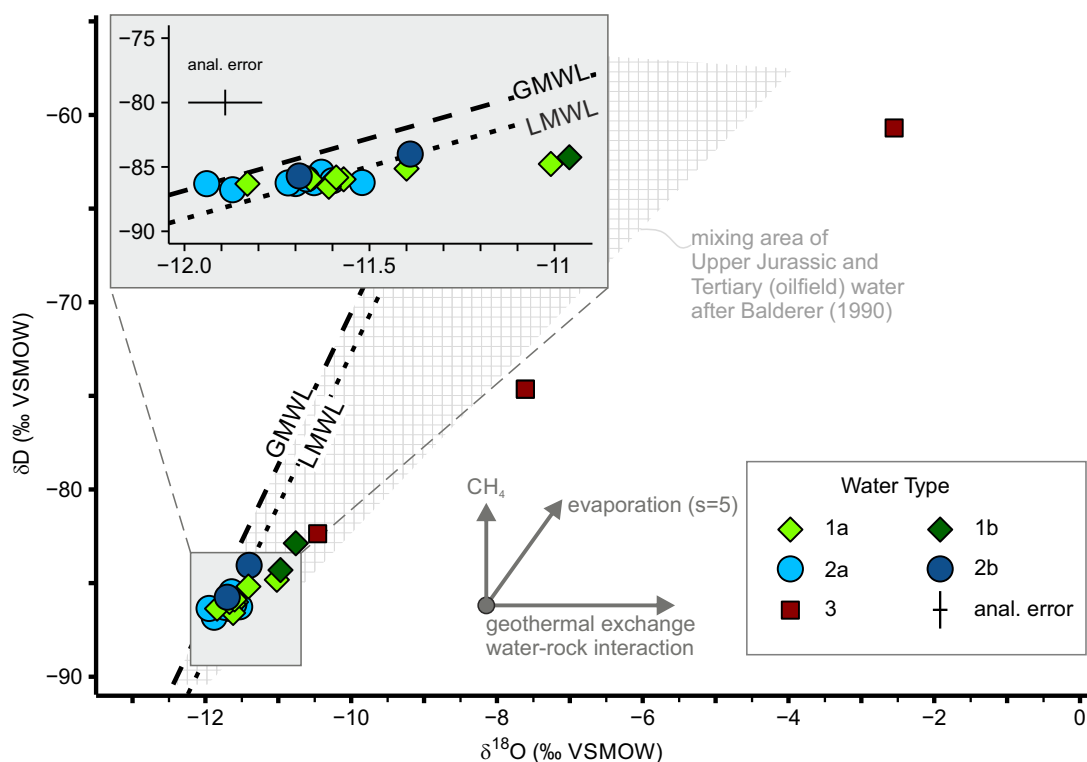 −75
−80
−85
−90
anal. error
GMWL
LMWL
−12.0
−11.5
−11
−60
−70
−80
−90
δD (‰ VSMOW)
mixing area of
Upper Jurassic and
Tertiary (oilfield) water
after Balderer (1990)
GMWL
LMWL
CH₄
evaporation (s=5)
geothermal exchange
water-rock interaction
Water Type
1a
1b
2a
2b
3
anal. error
−12
−10
−8
−6
−4
−2
0
δ¹⁸O (‰ VSMOW)